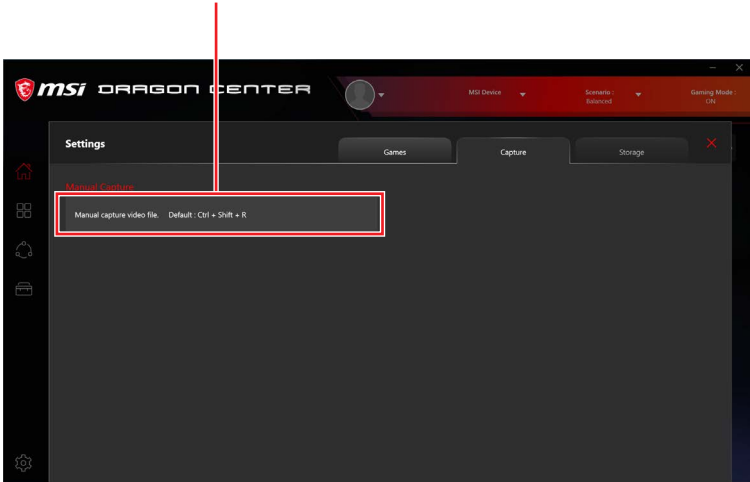 msi DRAGON CENTER
MSI Device
Scenario :
Balanced
Gaming Mode :
ON
Settings
Games
Capture
Storage
Manual Capture
Manual capture video file. Default : Ctrl + Shift + R